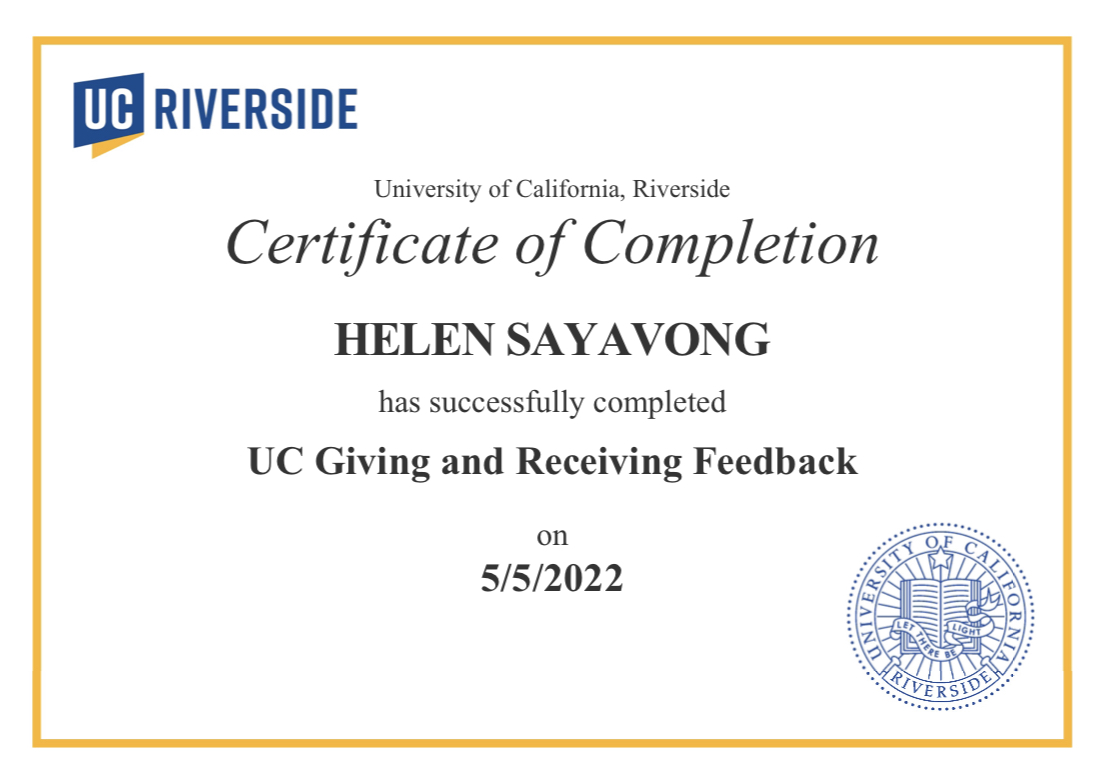 UC RIVERSIDE
University of California, Riverside
Certificate of Completion
HELEN SAYAVONG
has successfully completed
UC Giving and Receiving Feedback
on
5/5/2022
UNIVERSITY OF CALIFORNIA
LET THERE BE LIGHT
RIVERSIDE